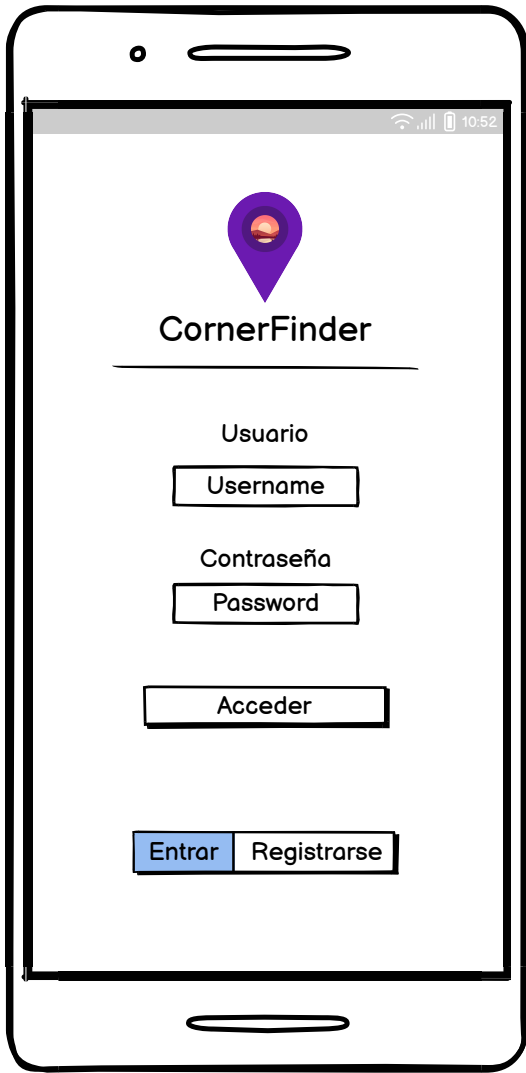 10:52
CornerFinder
Usuario
Username
Contraseña
Password
Acceder
Entrar Registrarse